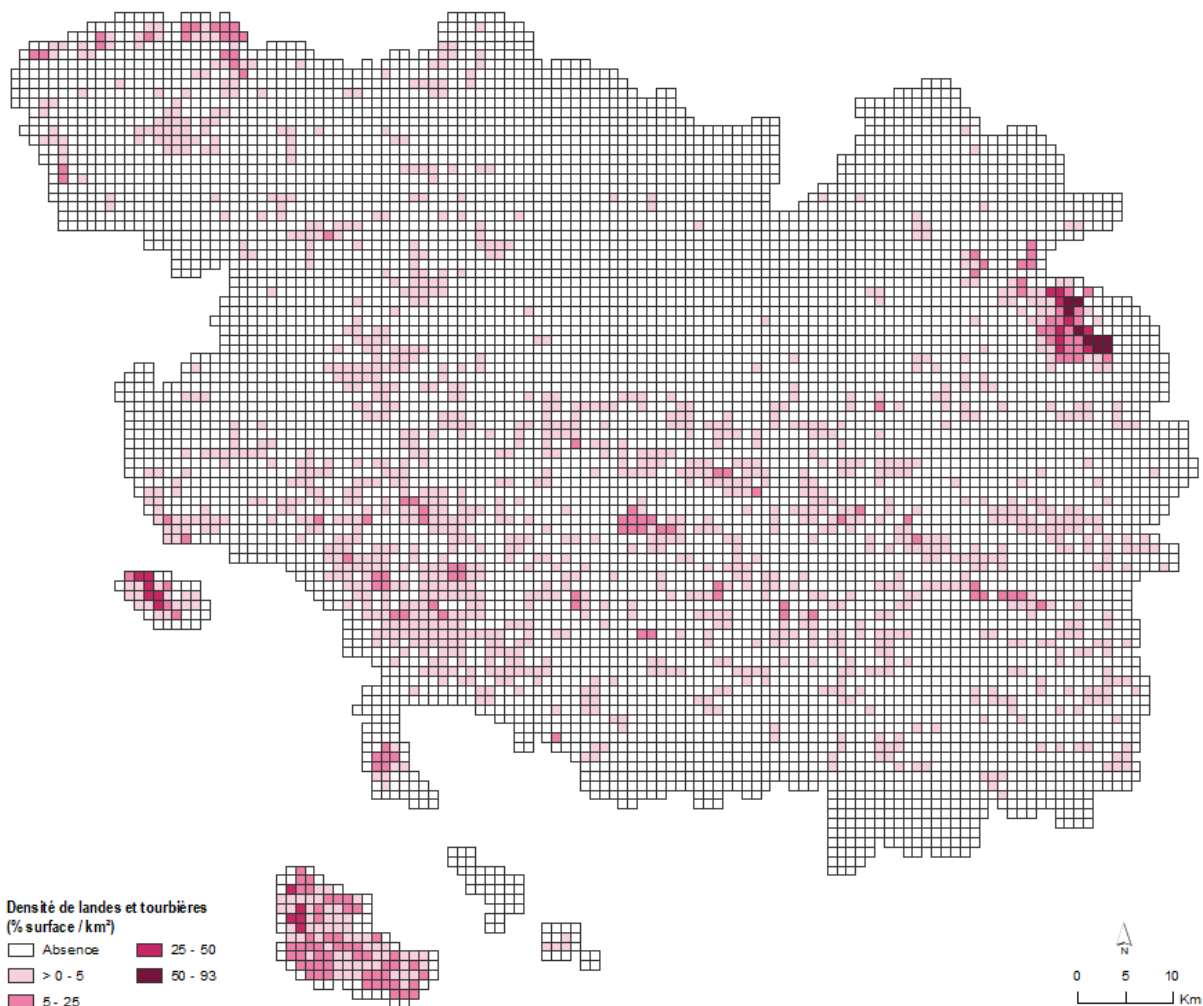 Densité de landes et tourbières
(% surface / km²)
Absence
> 0 - 5
5 - 25
25 - 50
50 - 93
N
0 5 10
Km